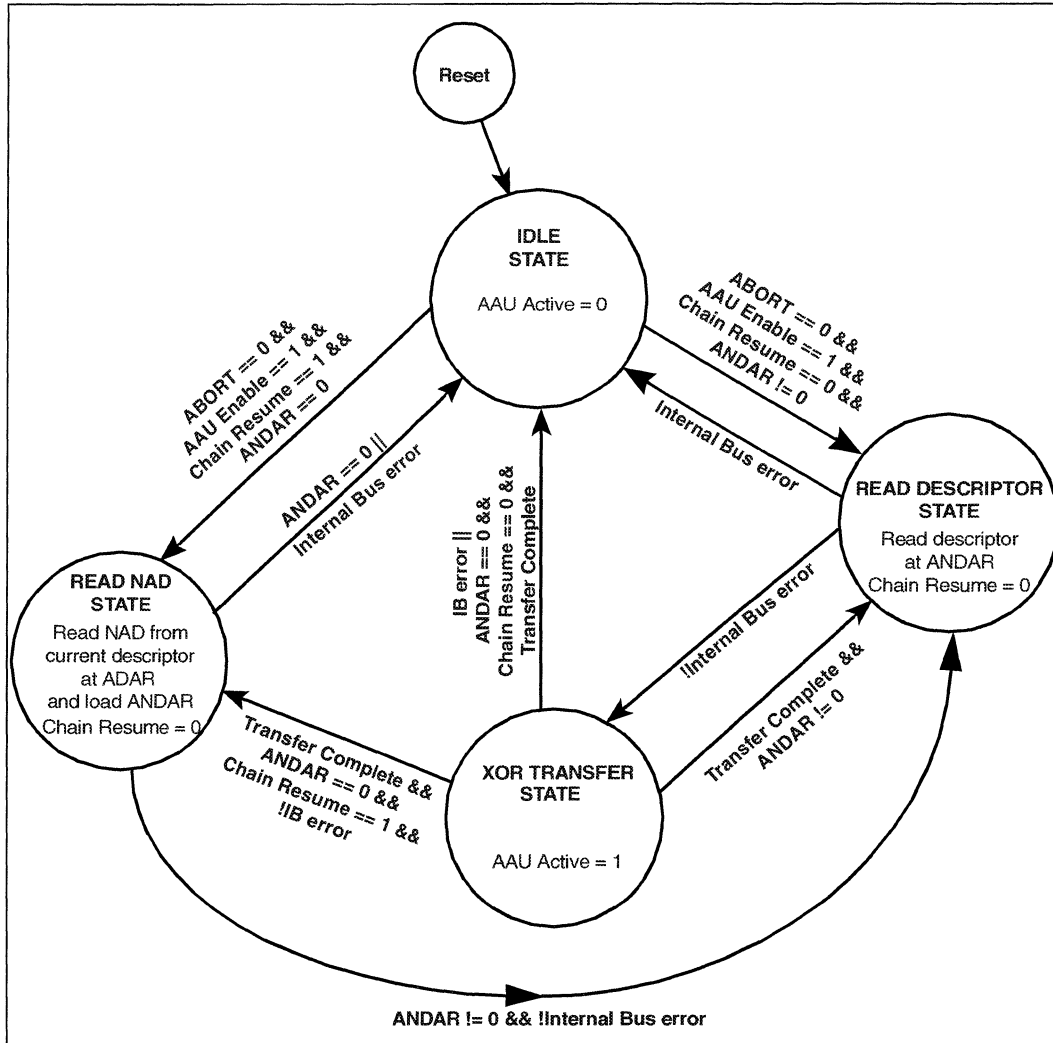 Reset
IDLE
STATE
AAU Active = 0
ABORT == 0 &&
AAU Enable == 1 &&
Chain Resume == 1 &&
ANDAR == 0
ANDAR == 0 ||
Internal Bus error
IB error ||
ANDAR == 0 &&
Chain Resume == 0 &&
Transfer Complete
ABORT == 0 &&
AAU Enable == 1 &&
Chain Resume == 0 &&
ANDAR != 0
Internal Bus error
READ DESCRIPTOR
STATE
Read descriptor
at ANDAR
Chain Resume = 0
READ NAD
STATE
Read NAD from
current descriptor
at ADAR
and load ANDAR
Chain Resume = 0
!Internal Bus error
Transfer Complete &&
ANDAR != 0
Transfer Complete &&
ANDAR == 0 &&
Chain Resume == 1 &&
!IB error
XOR TRANSFER
STATE
AAU Active = 1
ANDAR != 0 && !Internal Bus error